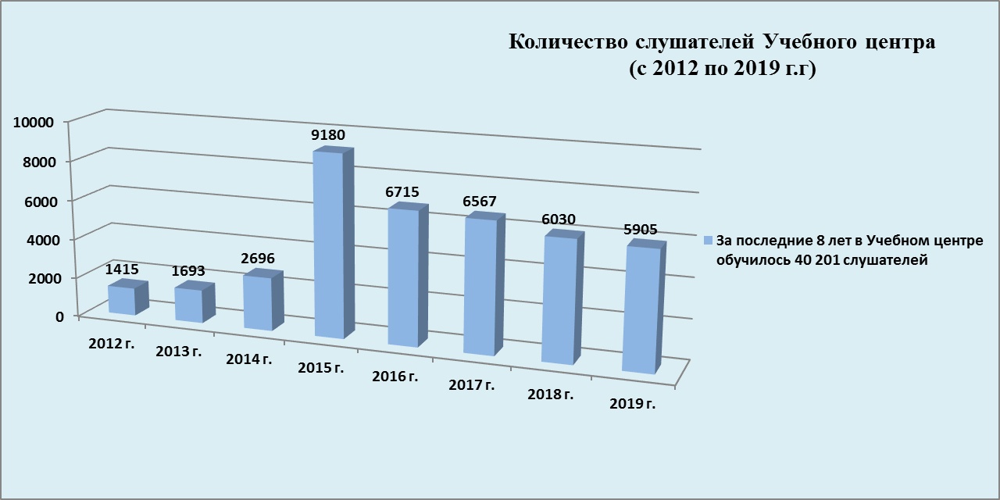 Количество слушателей Учебного центра
(с 2012 по 2019 г.г)
10000
8000
6000
4000
2000
0
1415
1693
2696
9180
6715
6567
6030
5905
2012 г.
2013 г.
2014 г.
2015 г.
2016 г.
2017 г.
2018 г.
2019 г.
За последние 8 лет в Учебном центре
обучилось 40 201 слушателей